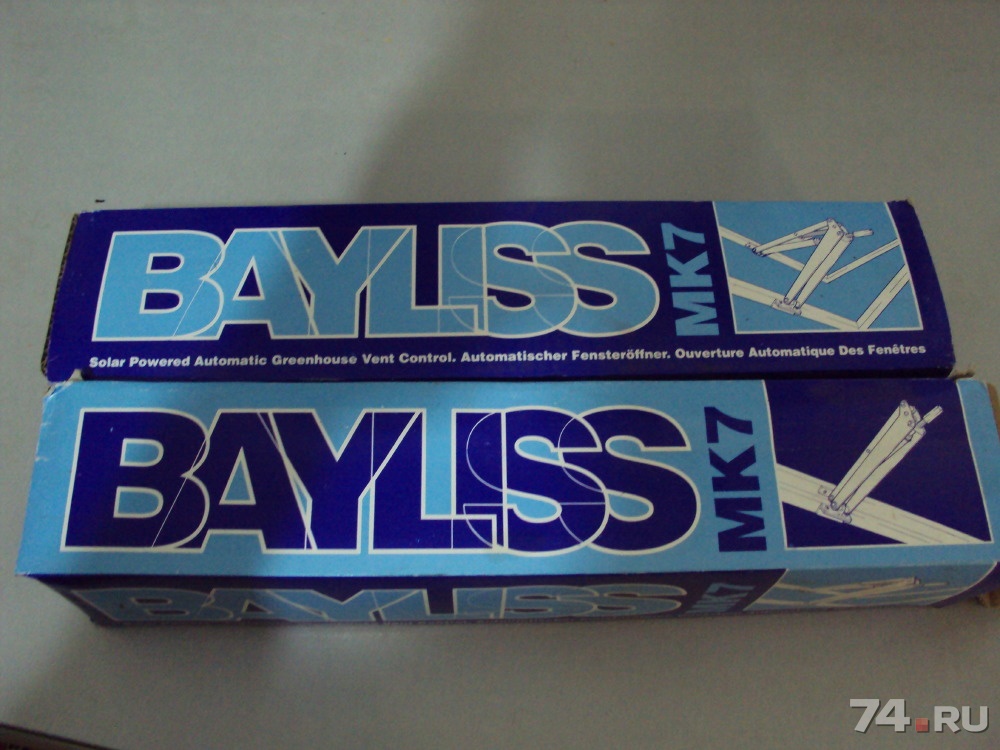 BAYLISS MK7
Solar Powered Automatic Greenhouse Vent Control. Automatischer Fensteröffner. Ouverture Automatique Des Fenêtres
BAYLISS MK7
BAYLISS MK7
74.RU